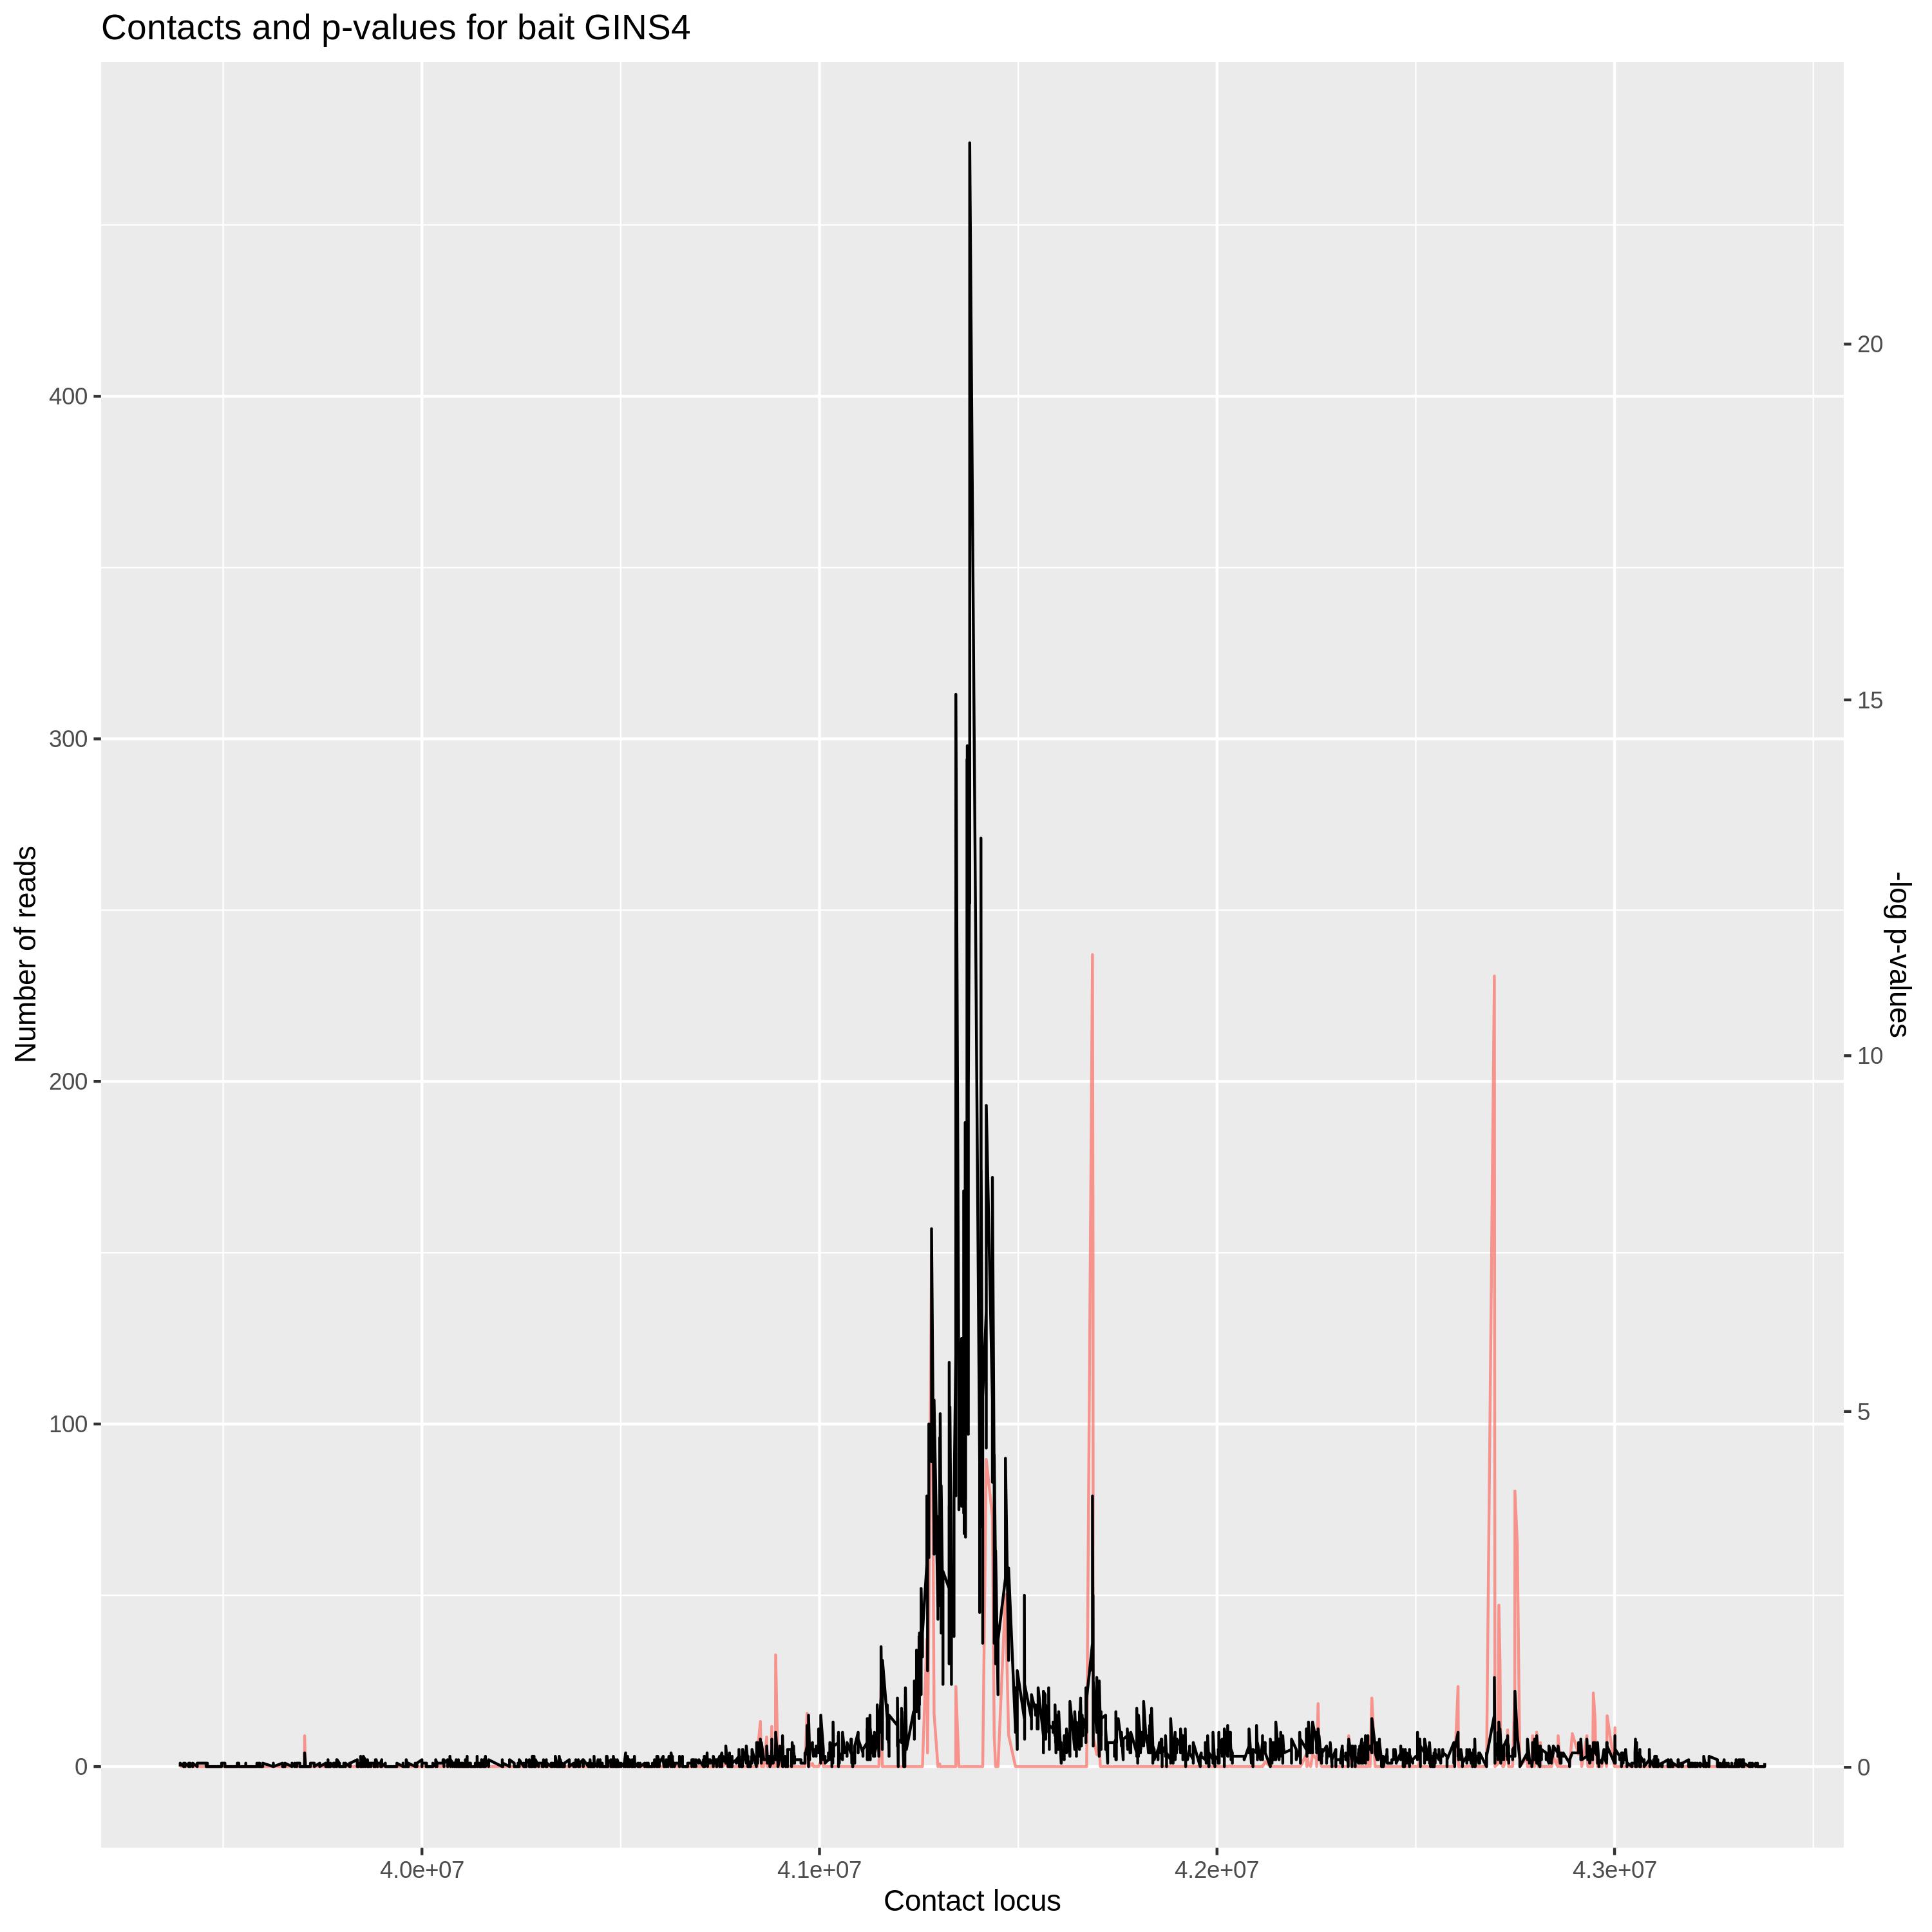 Contacts and p-values for bait GINS4
Number of reads
400
300
200
100
0
20
15
10
5
0
-log p-values
4.0e+07 4.1e+07 4.2e+07 4.3e+07
Contact locus